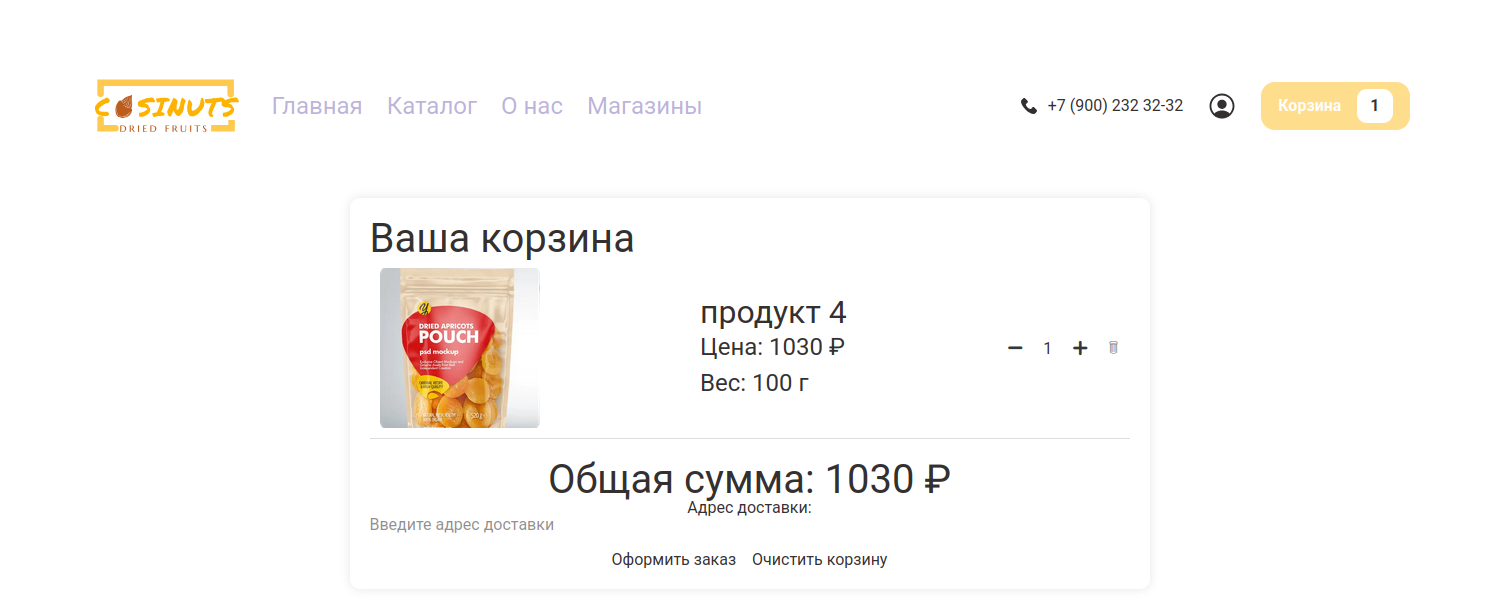 COSINUTS
DRIED FRUITS
Главная Каталог О нас Магазины
+7 (900) 232 32-32
Корзина 1
Ваша корзина
DRIED APRICOTS
POUCH
psd mockup
продукт 4
Цена: 1030 ₽
Вес: 100 г
1
Общая сумма: 1030 ₽
Адрес доставки:
Введите адрес доставки
Оформить заказ Очистить корзину